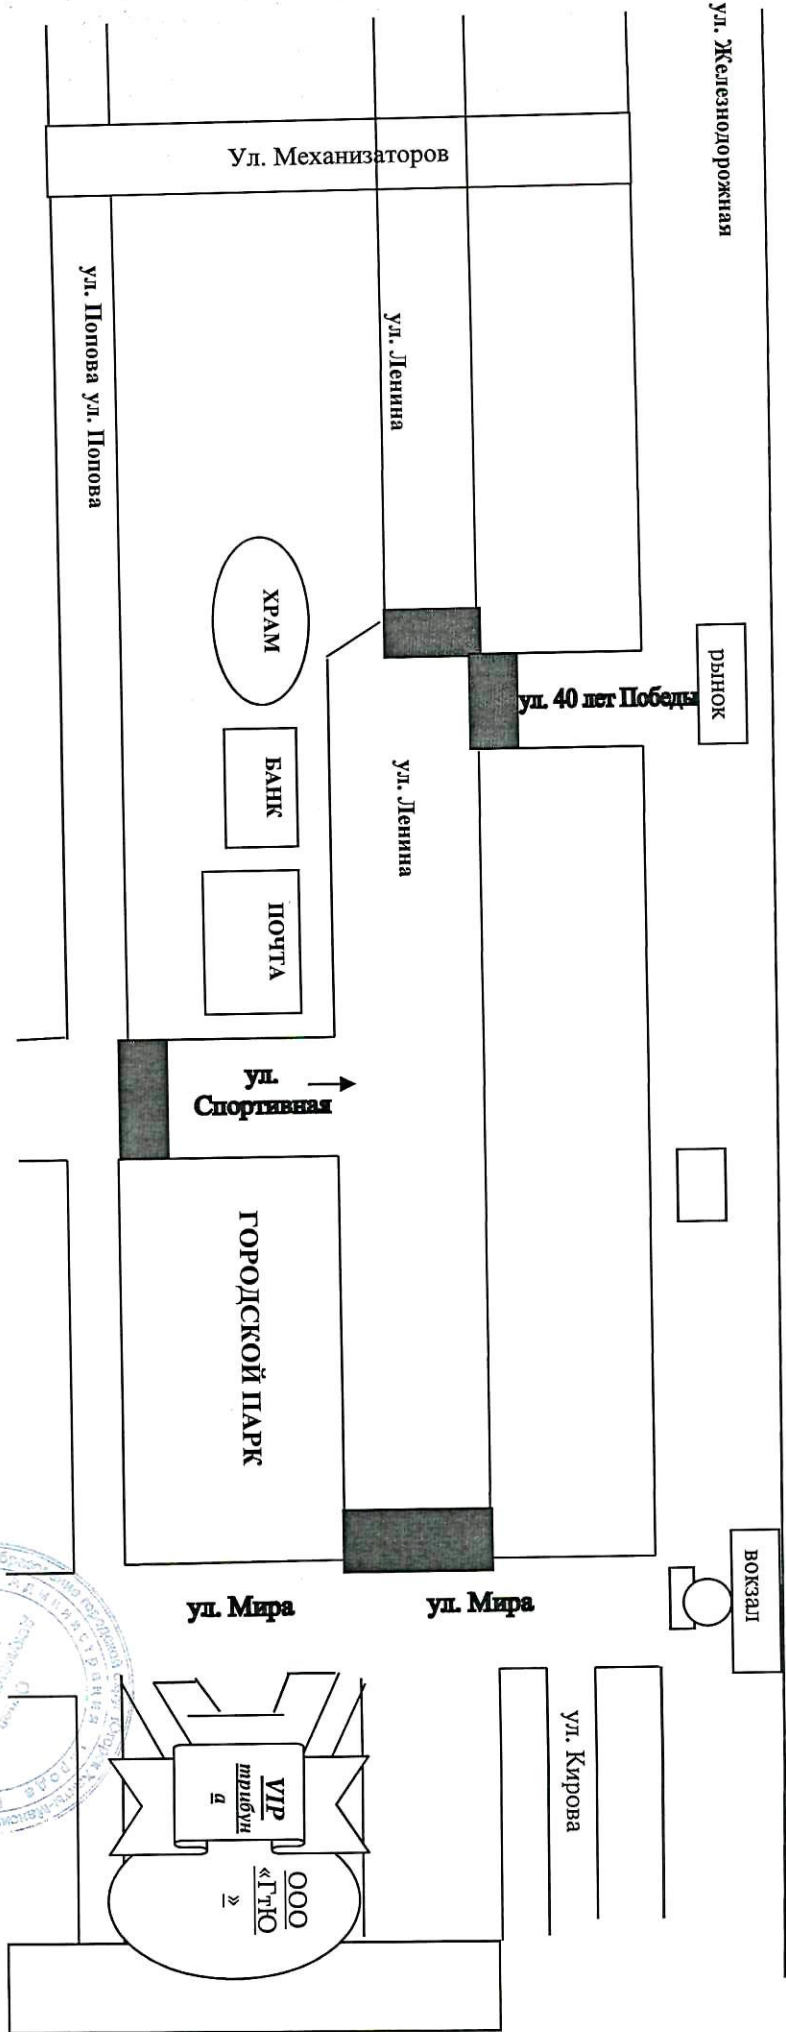 ул. Железнодорожная
Ул. Механизаторов
ул. Попова ул. Попова
ул. Ленина
ХРАМ
рынок
ул. 40 лет Победы
БАНК
ул. Ленина
ПОЧТА
ул.
Спортивная
ГОРОДСКОЙ ПАРК
вокзал
ул. Мира
ул. Мира
ул. Кирова
VIP
трибун
а
ООО
«ГтЮ
»